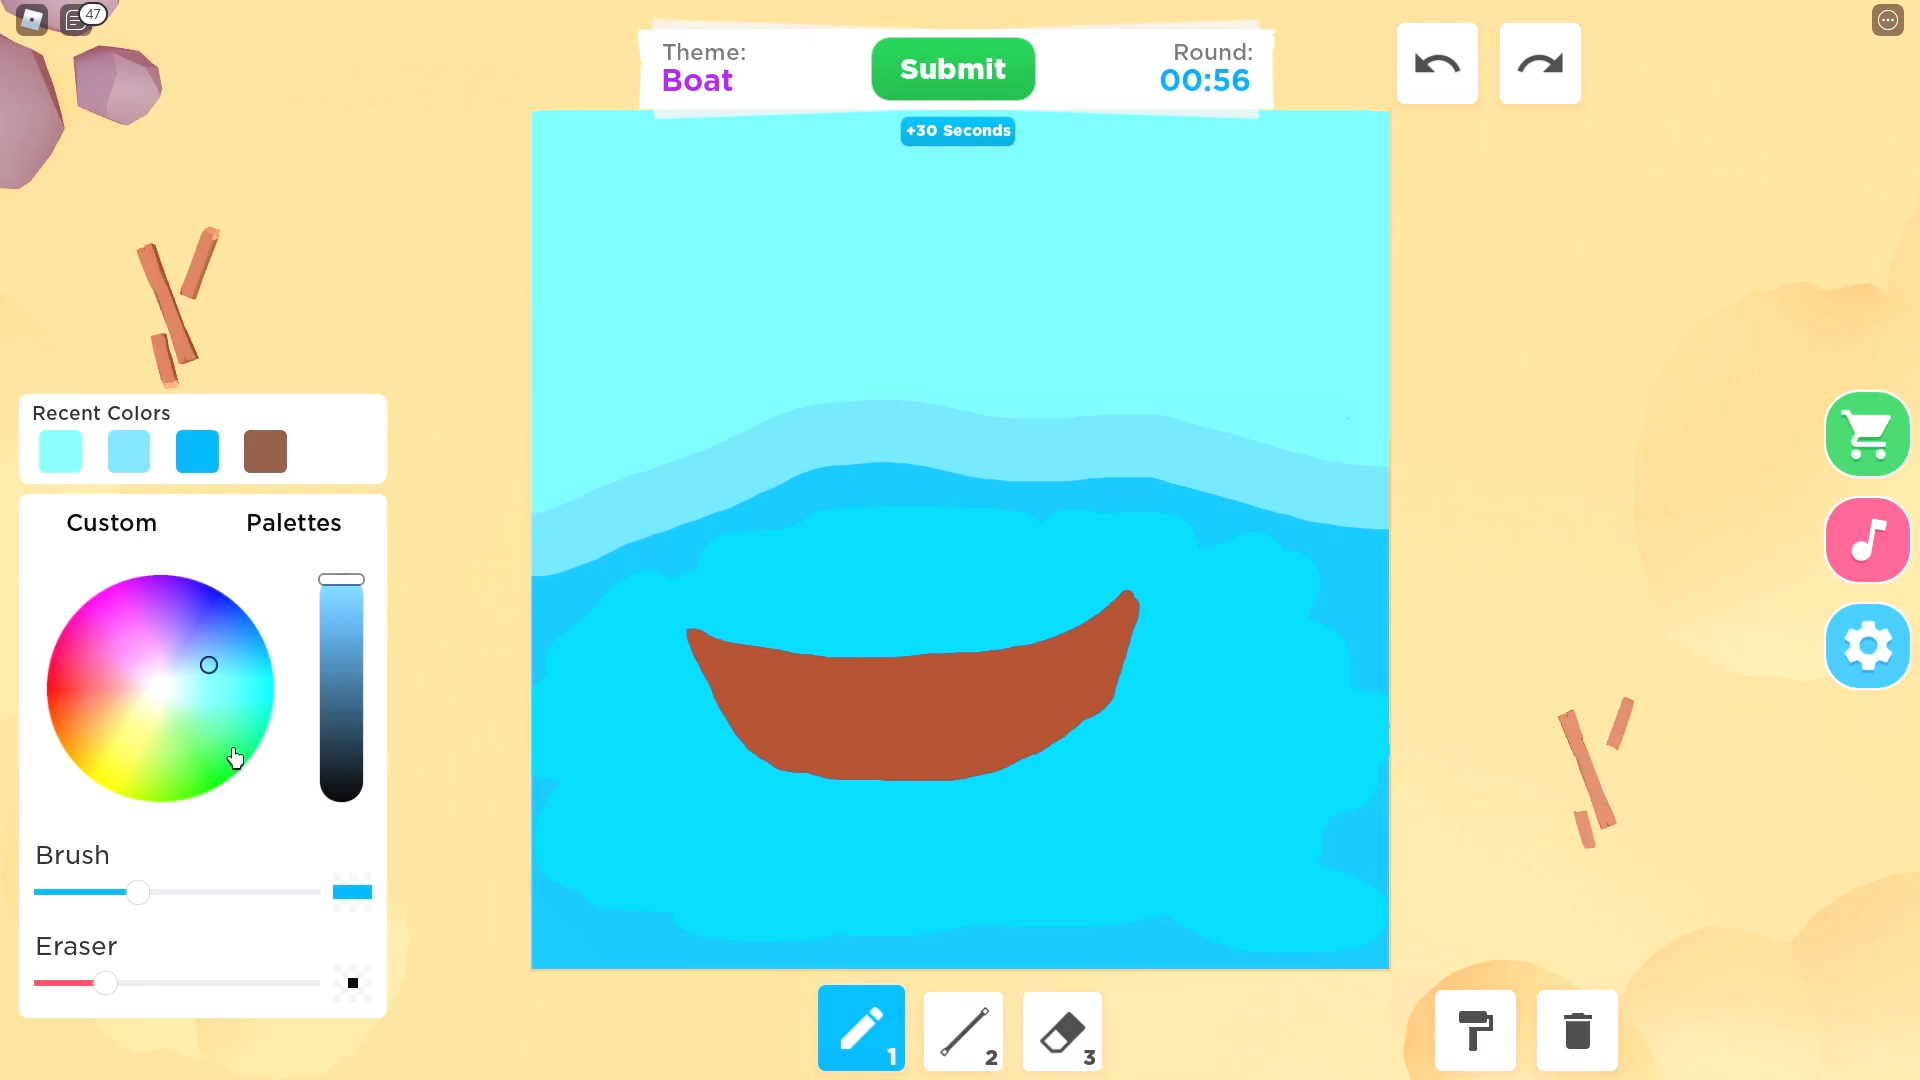 47
Theme:
Boat
Submit
Round:
00:56
+30 Seconds
Recent Colors
Custom
Palettes
Brush
Eraser
1
2
3